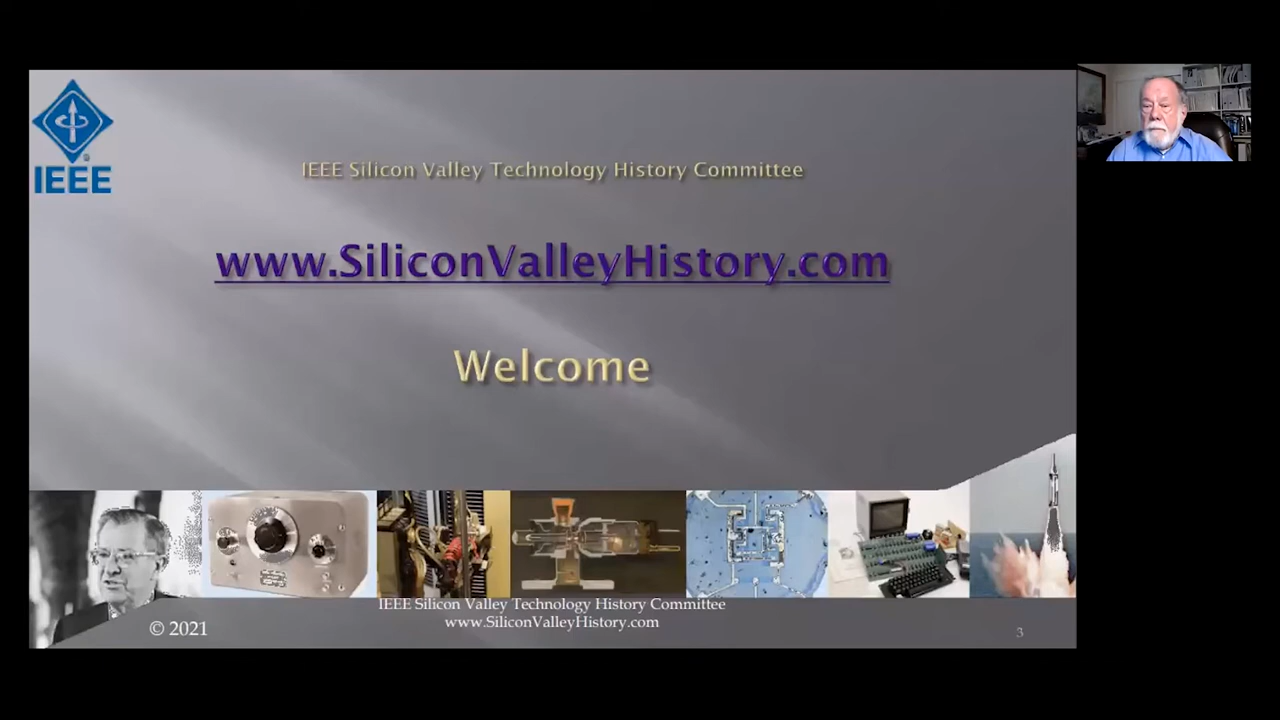 IEEE
IEEE Silicon Valley Technology History Committee
www.SiliconValleyHistory.com
Welcome
IEEE Silicon Valley Technology History Committee
© 2021
www.SiliconValleyHistory.com
3